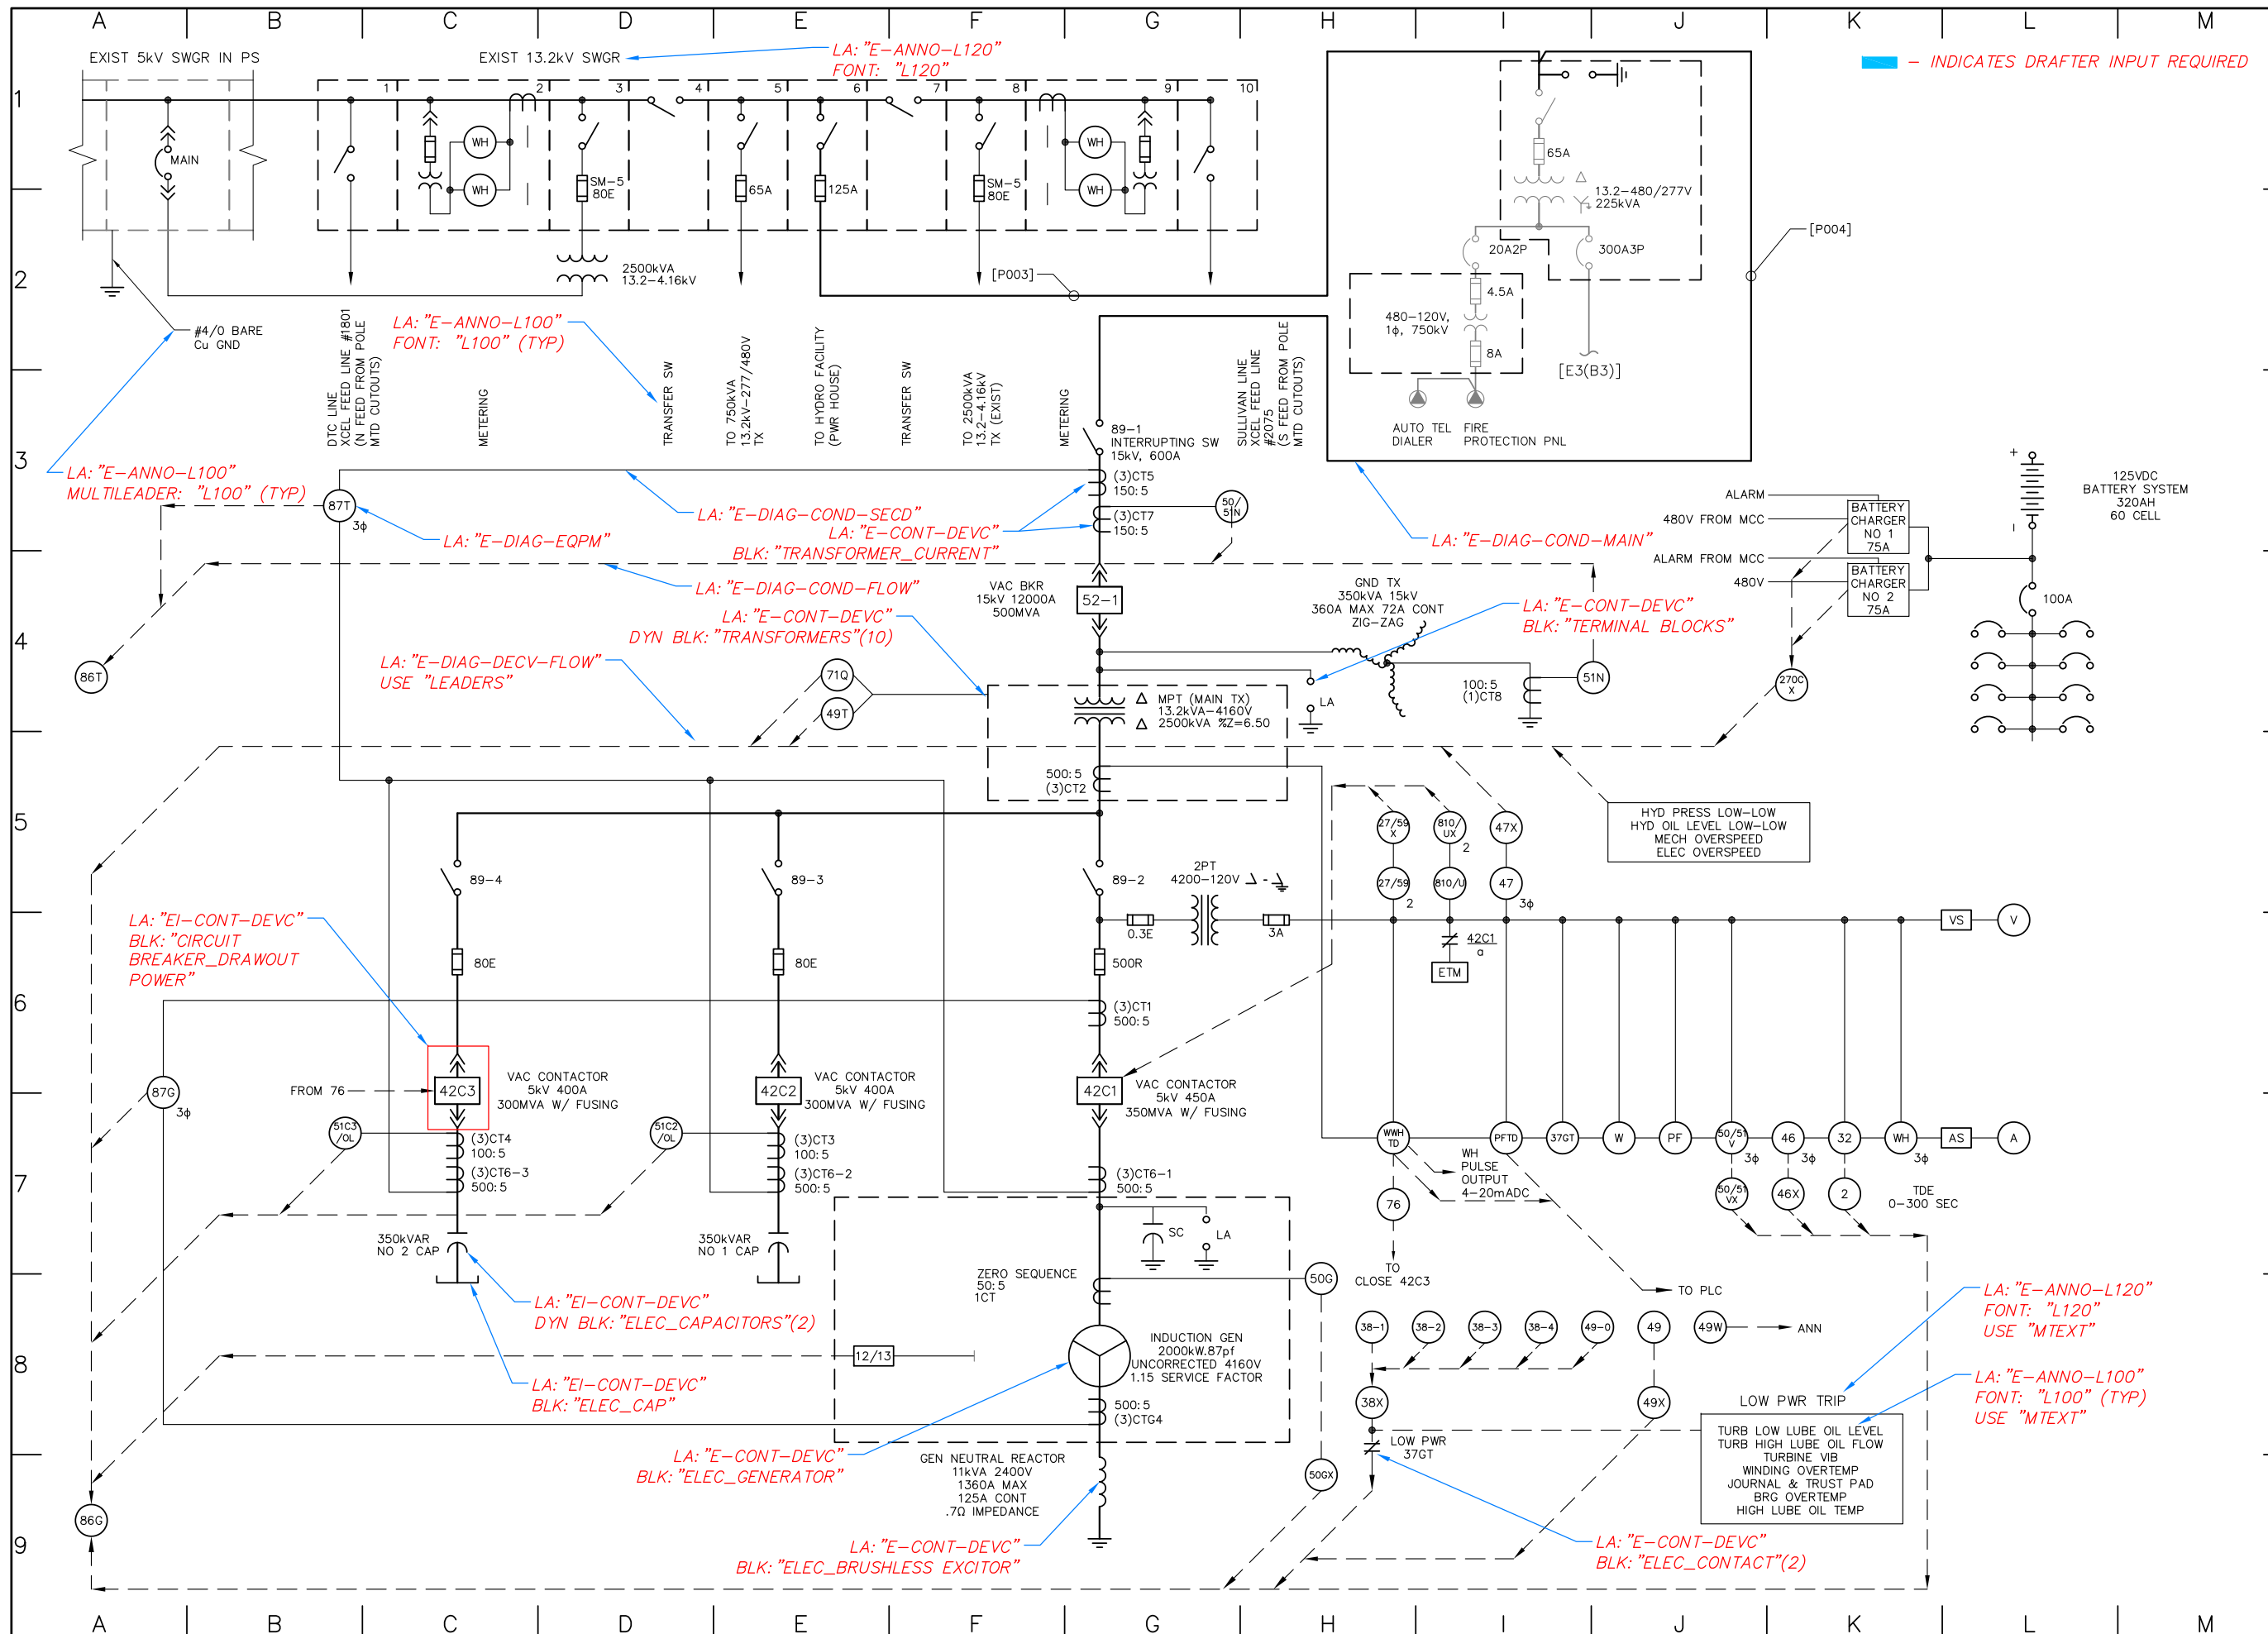 A B C D E F G H I J K L M
EXIST 5kV SWGR IN PS
EXIST 13.2kV SWGR
LA: "E-ANNO-L120"
FONT: "L120"
- INDICATES DRAFTER INPUT REQUIRED
1
1 2 3 4 5 6 7 8 9 10
MAIN
WH
WH
WH
WH
SM-5
80E
65A
125A
SM-5
80E
65A
13.2-480/277V
225kVA
20A2P
300A3P
[P004]
2
2500kVA
13.2-4.16kV
[P003]
4.5A
480-120V,
1ϕ, 750kV
8A
[E3(B3)]
#4/0 BARE
Cu GND
LA: "E-ANNO-L100"
FONT: "L100" (TYP)
DTC LINE
XCEL FEED LINE #1801
(N FEED FROM POLE
MTD CUTOUTS)
METERING
TRANSFER SW
TO 750kVA
13.2kV-277/480V
TX
TO HYDRO FACILITY
(PWR HOUSE)
TRANSFER SW
TO 2500kVA
13.2-4.16kV
TX (EXIST)
METERING
SULLIVAN LINE
XCEL FEED LINE
#2075
(S FEED FROM POLE
MTD CUTOUTS)
AUTO TEL
DIALER
FIRE
PROTECTION PNL
3
89-1
INTERRUPTING SW
15kV, 600A
LA: "E-ANNO-L100"
MULTILEADER: "L100" (TYP)
87T
3ϕ
(3)CT5
150:5
(3)CT7
150:5
50/
51N
LA: "E-DIAG-COND-SECD"
LA: "E-CONT-DEVC"
BLK: "TRANSFORMER_CURRENT"
LA: "E-DIAG-EQPM"
LA: "E-DIAG-COND-MAIN"
ALARM
480V FROM MCC
BATTERY
CHARGER
NO 1
75A
ALARM FROM MCC
480V
BATTERY
CHARGER
NO 2
75A
+
-
125VDC
BATTERY SYSTEM
320AH
60 CELL
100A
4
LA: "E-DIAG-COND-FLOW"
VAC BKR
15kV 12000A
500MVA
52-1
GND TX
350kVA 15kV
360A MAX 72A CONT
ZIG-ZAG
LA: "E-CONT-DEVC"
BLK: "TERMINAL BLOCKS"
LA: "E-CONT-DEVC"
DYN BLK: "TRANSFORMERS"(10)
LA: "E-DIAG-DECV-FLOW"
USE "LEADERS"
86T
71Q
49T
MPT (MAIN TX)
13.2kVA-4160V
2500kVA %Z=6.50
LA
100:5
(1)CT8
51N
270C
X
500:5
(3)CT2
5
27/59
X
810/
UX
2
47X
HYD PRESS LOW-LOW
HYD OIL LEVEL LOW-LOW
MECH OVERSPEED
ELEC OVERSPEED
89-4
89-3
89-2
2PT
4200-120V
27/59
2
810/U
47
3ϕ
LA: "EI-CONT-DEVC"
BLK: "CIRCUIT
BREAKER_DRAWOUT
POWER"
0.3E
3A
42C1
a
ETM
VS
V
80E
80E
500R
6
(3)CT1
500:5
FROM 76
42C3
VAC CONTACTOR
5kV 400A
300MVA W/ FUSING
42C2
VAC CONTACTOR
5kV 400A
300MVA W/ FUSING
42C1
VAC CONTACTOR
5kV 450A
350MVA W/ FUSING
87G
3ϕ
51C3
/OL
(3)CT4
100:5
(3)CT6-3
500:5
51C2
/OL
(3)CT3
100:5
(3)CT6-2
500:5
(3)CT6-1
500:5
WWH
TD
PFTD
37GT
W
PF
50/51
V
3ϕ
46
3ϕ
32
WH
3ϕ
AS
A
7
WH
PULSE
OUTPUT
4-20mADC
76
50/51
VX
46X
2
TDE
0-300 SEC
350kVAR
NO 2 CAP
350kVAR
NO 1 CAP
SC
LA
TO
CLOSE 42C3
ZERO SEQUENCE
50:5
1CT
50G
TO PLC
LA: "EI-CONT-DEVC"
DYN BLK: "ELEC_CAPACITORS"(2)
LA: "E-ANNO-L120"
FONT: "L120"
USE "MTEXT"
38-1
38-2
38-3
38-4
49-0
49
49W
ANN
8
12/13
INDUCTION GEN
2000kW.87pf
UNCORRECTED 4160V
1.15 SERVICE FACTOR
LA: "EI-CONT-DEVC"
BLK: "ELEC_CAP"
500:5
(3)CTG4
38X
49X
LOW PWR TRIP
LA: "E-ANNO-L100"
FONT: "L100" (TYP)
USE "MTEXT"
LOW PWR
37GT
TURB LOW LUBE OIL LEVEL
TURB HIGH LUBE OIL FLOW
TURBINE VIB
WINDING OVERTEMP
JOURNAL & TRUST PAD
BRG OVERTEMP
HIGH LUBE OIL TEMP
LA: "E-CONT-DEVC"
BLK: "ELEC_GENERATOR"
GEN NEUTRAL REACTOR
11kVA 2400V
1360A MAX
125A CONT
.7Ω IMPEDANCE
50GX
86G
9
LA: "E-CONT-DEVC"
BLK: "ELEC_BRUSHLESS EXCITOR"
LA: "E-CONT-DEVC"
BLK: "ELEC_CONTACT"(2)
A B C D E F G H I J K L M